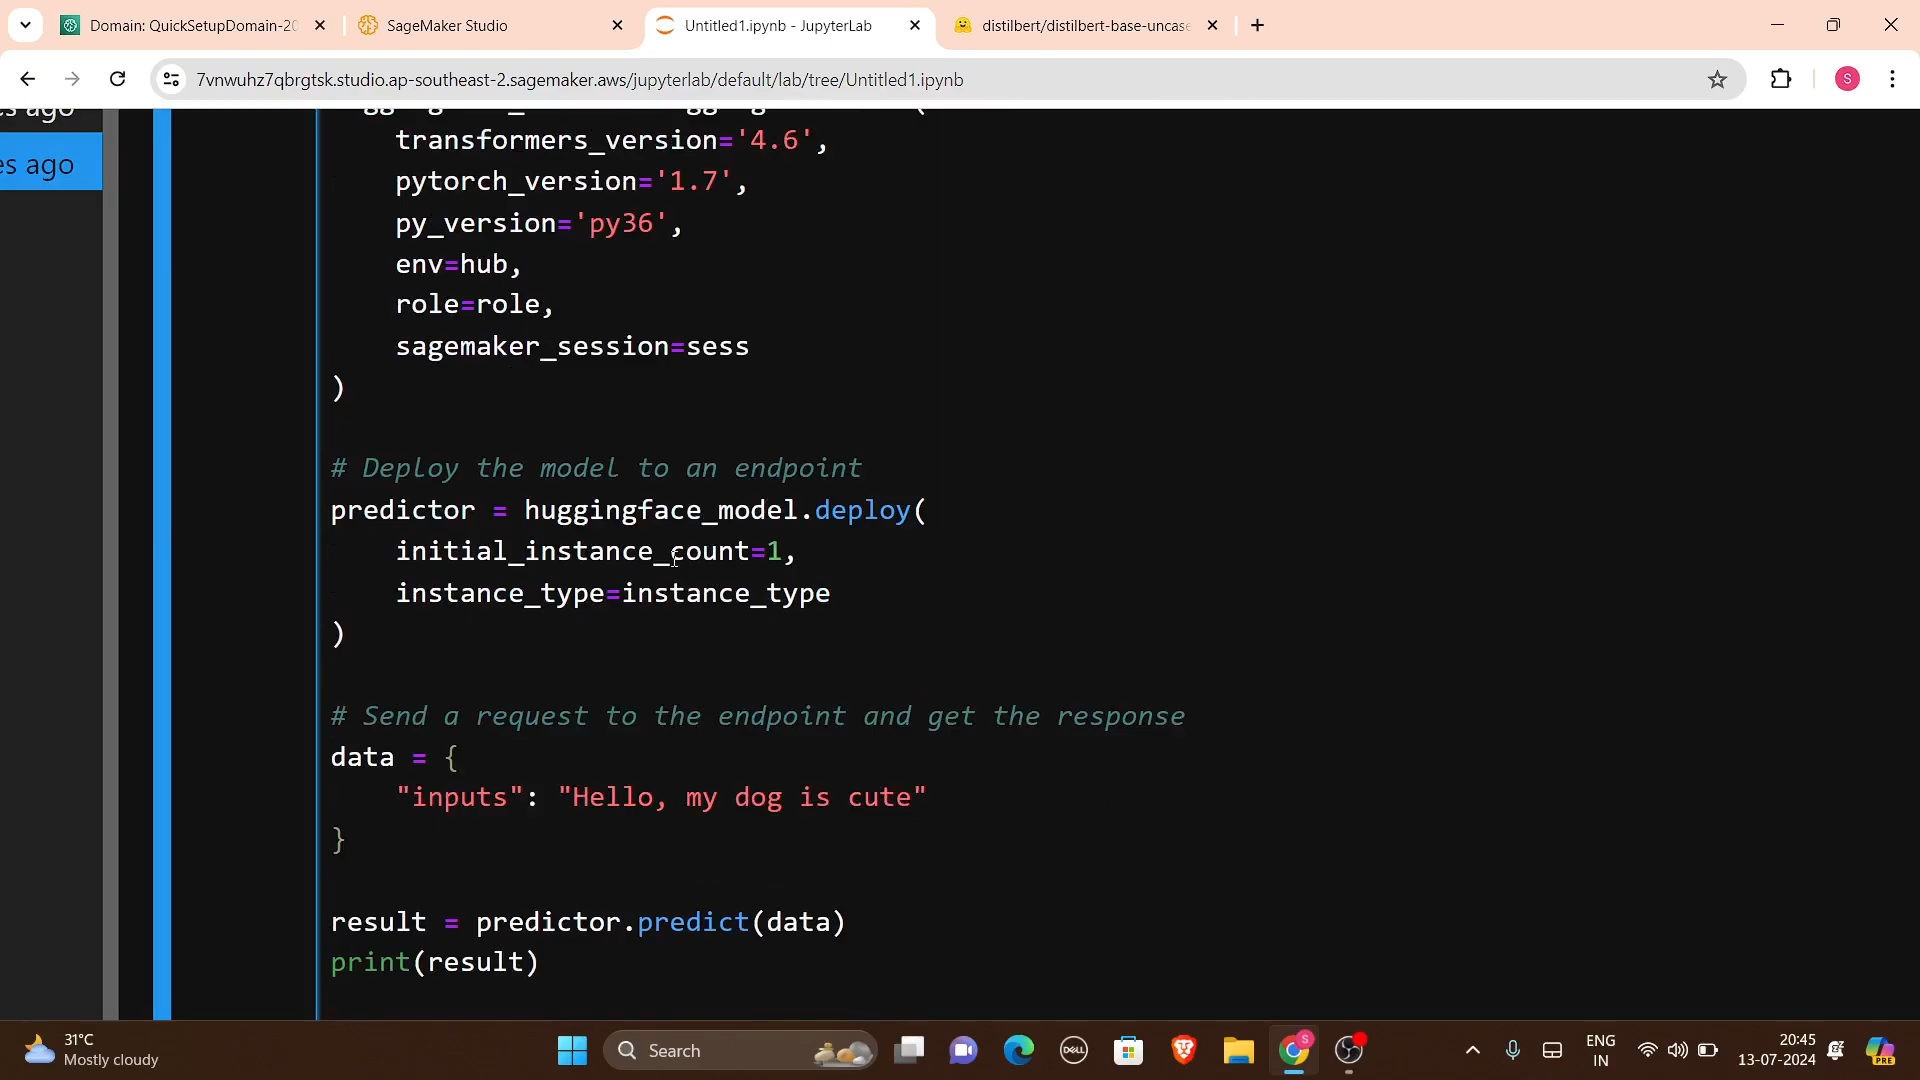 Domain: QuickSetupDomain-20
SageMaker Studio
Untitled1.ipynb - JupyterLab
distilbert/distilbert-base-uncase
7vnwuhz7qbrgtsk.studio.ap-southeast-2.sagemaker.aws/jupyterlab/default/lab/tree/Untitled1.ipynb
S
es ago
es ago
transformers_version='4.6',
pytorch_version='1.7',
py_version='py36',
env=hub,
role=role,
sagemaker_session=sess
)
# Deploy the model to an endpoint
predictor = huggingface_model.deploy(
initial_instance_count=1,
instance_type=instance_type
)
# Send a request to the endpoint and get the response
data = {
"inputs": "Hello, my dog is cute"
}
result = predictor.predict(data)
print(result)
31°C
Mostly cloudy
Search
DELL
S
ENG
IN
20:45
13-07-2024
PRE